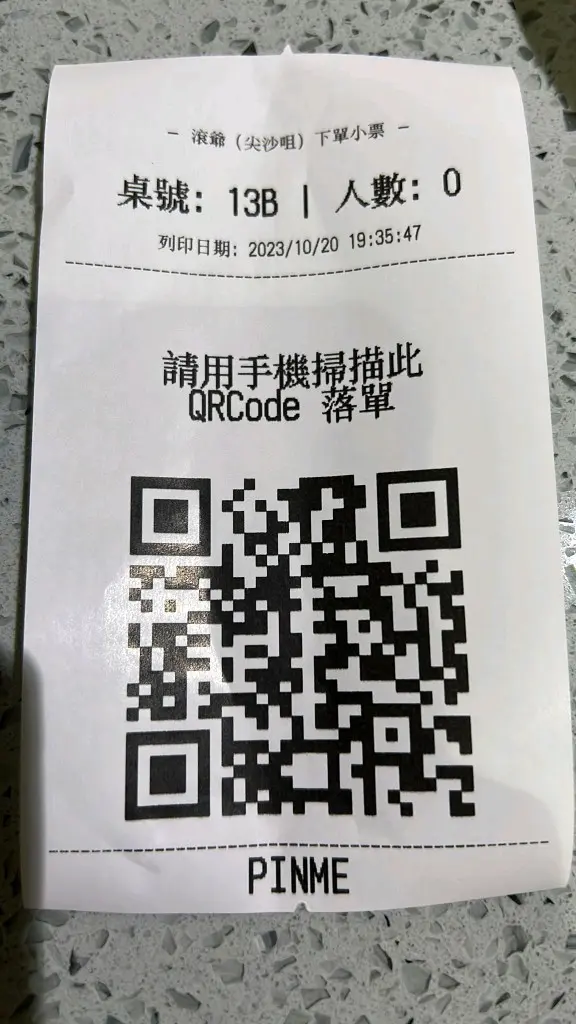 - 滾爺（尖沙咀）下單小票 -
桌號: 13B | 人數: 0
列印日期: 2023/10/20 19:35:47
請用手機掃描此
QRCode 落單
PINME